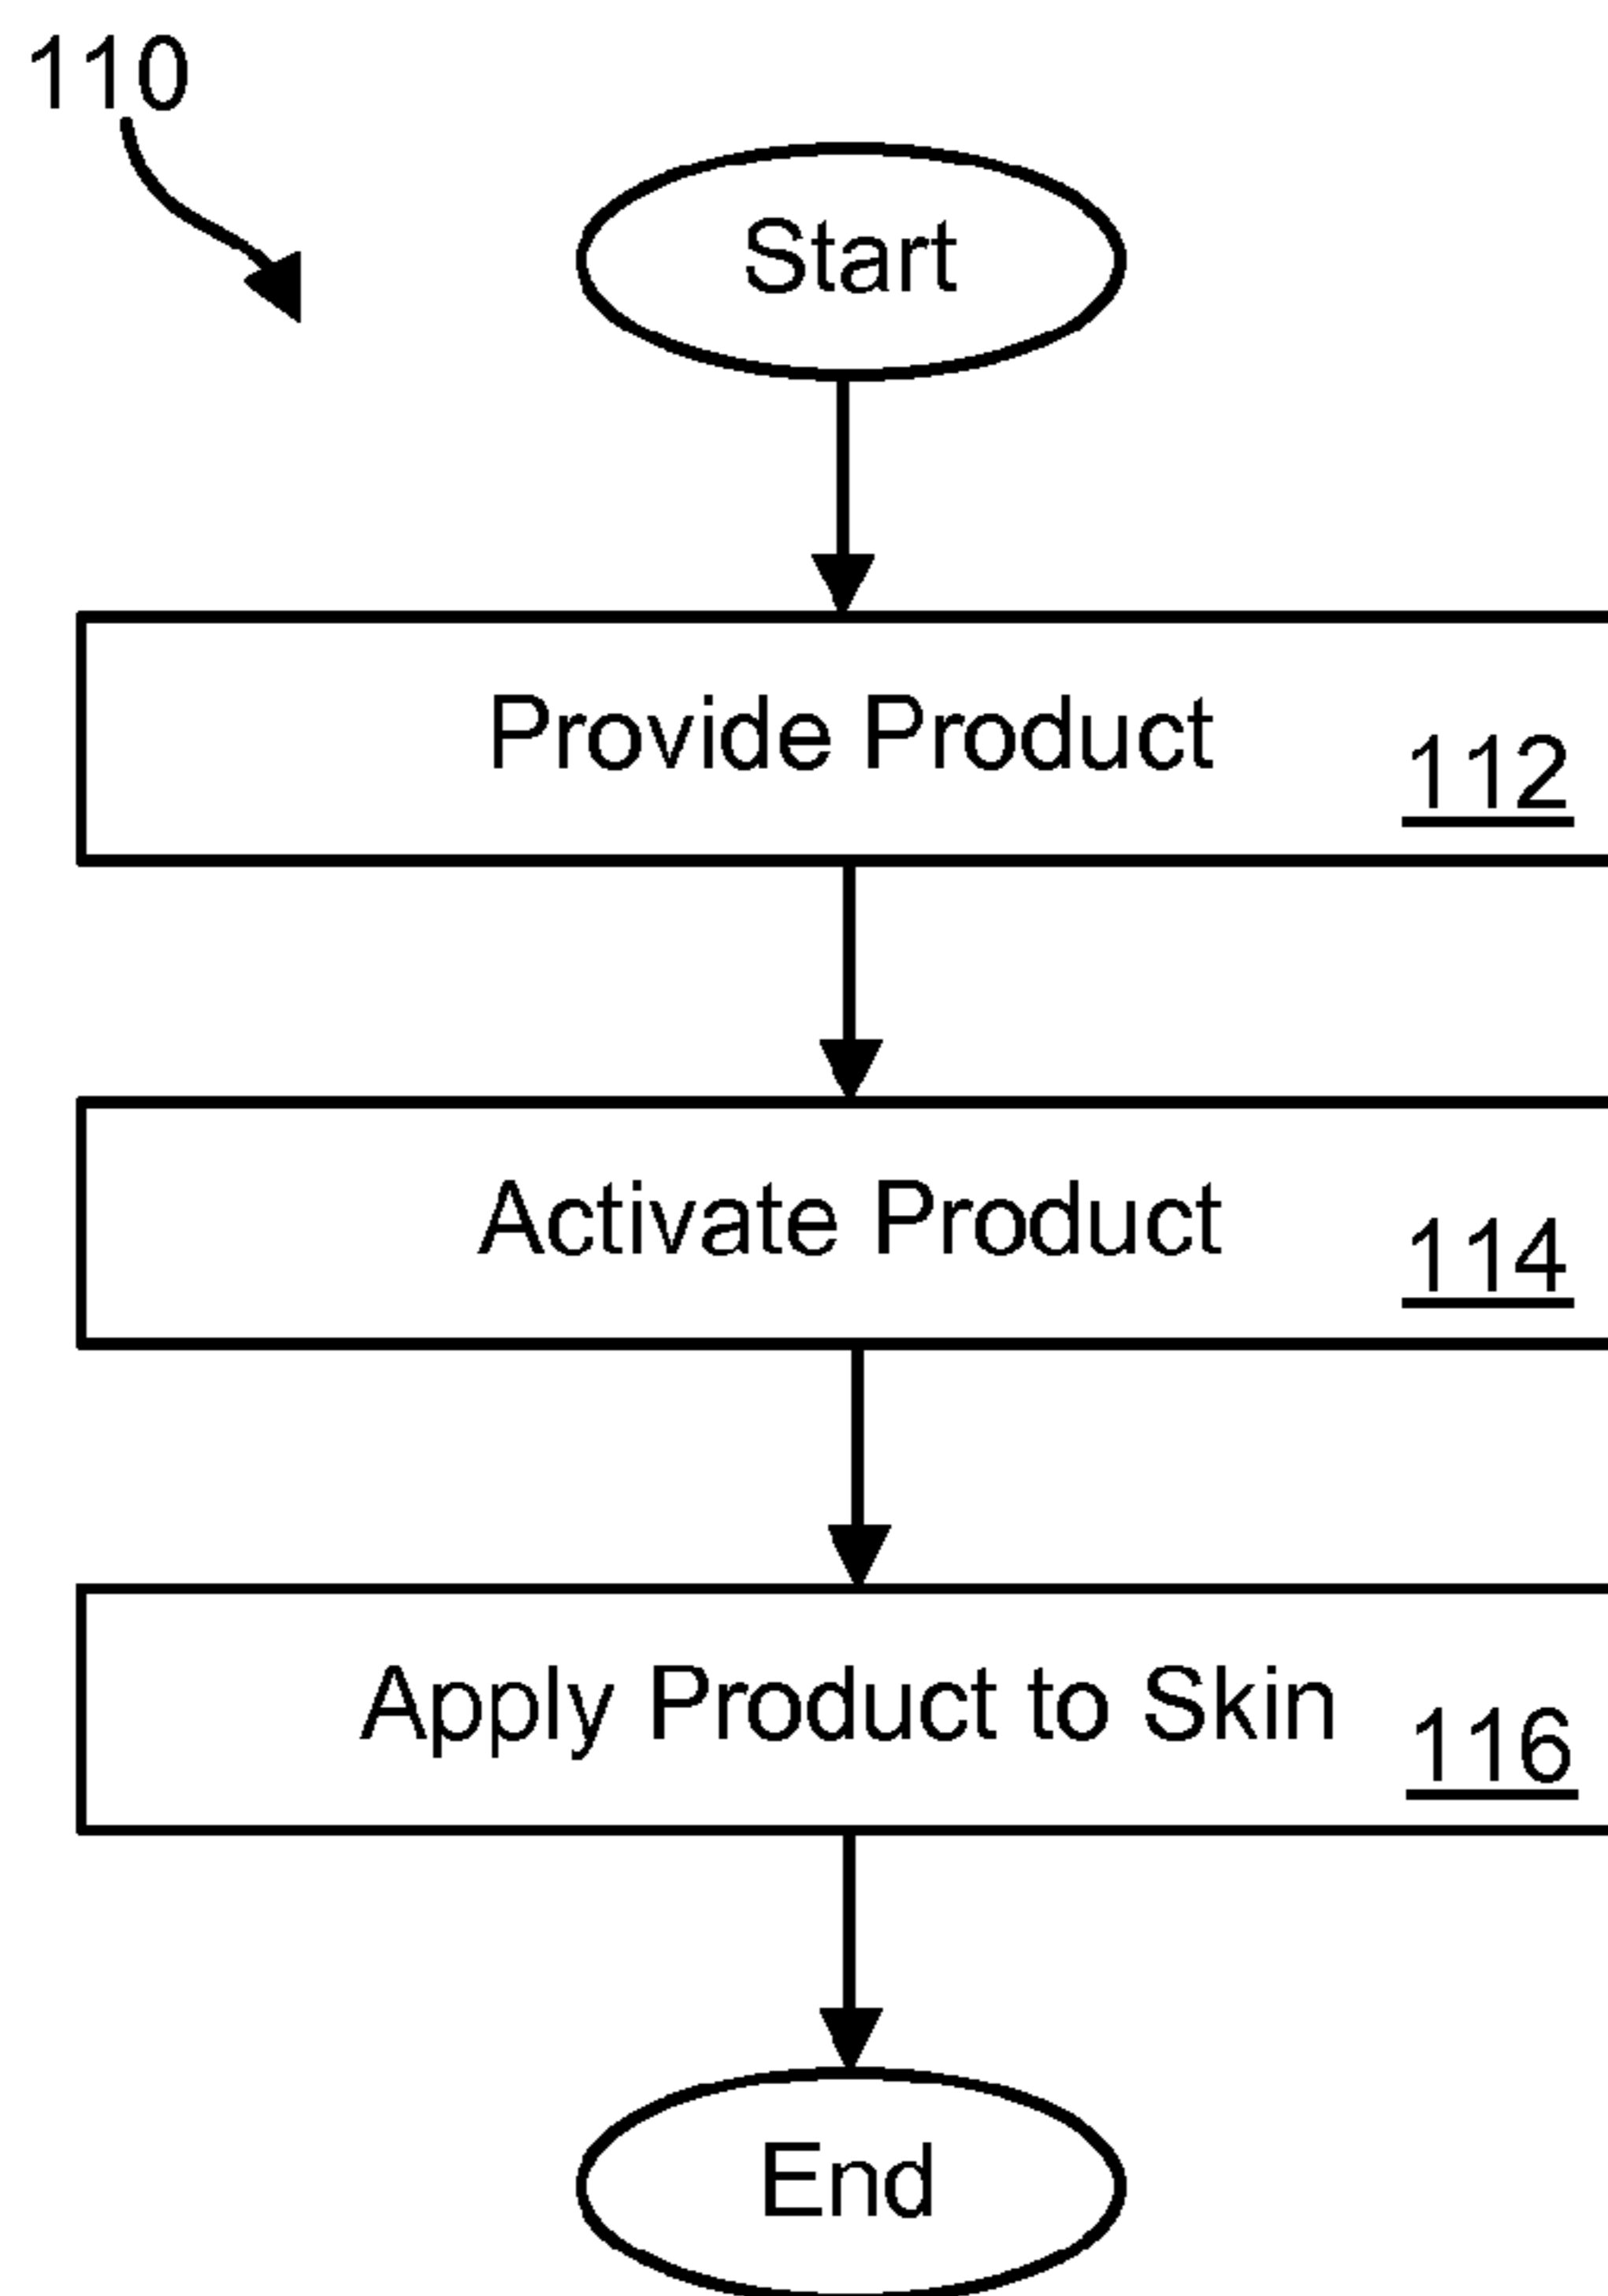 110
Start
Provide Product
112
Activate Product
114
Apply Product to Skin
116
End